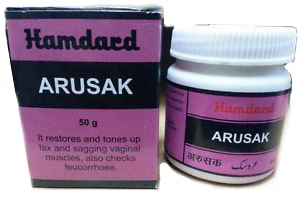 Hamdard
ARUSAK
50 g
It restores and tones up
lax and sagging vaginal
muscles, also checks
leucorrhoea.
Hamdard
ARUSAK
अरुसक عروسک